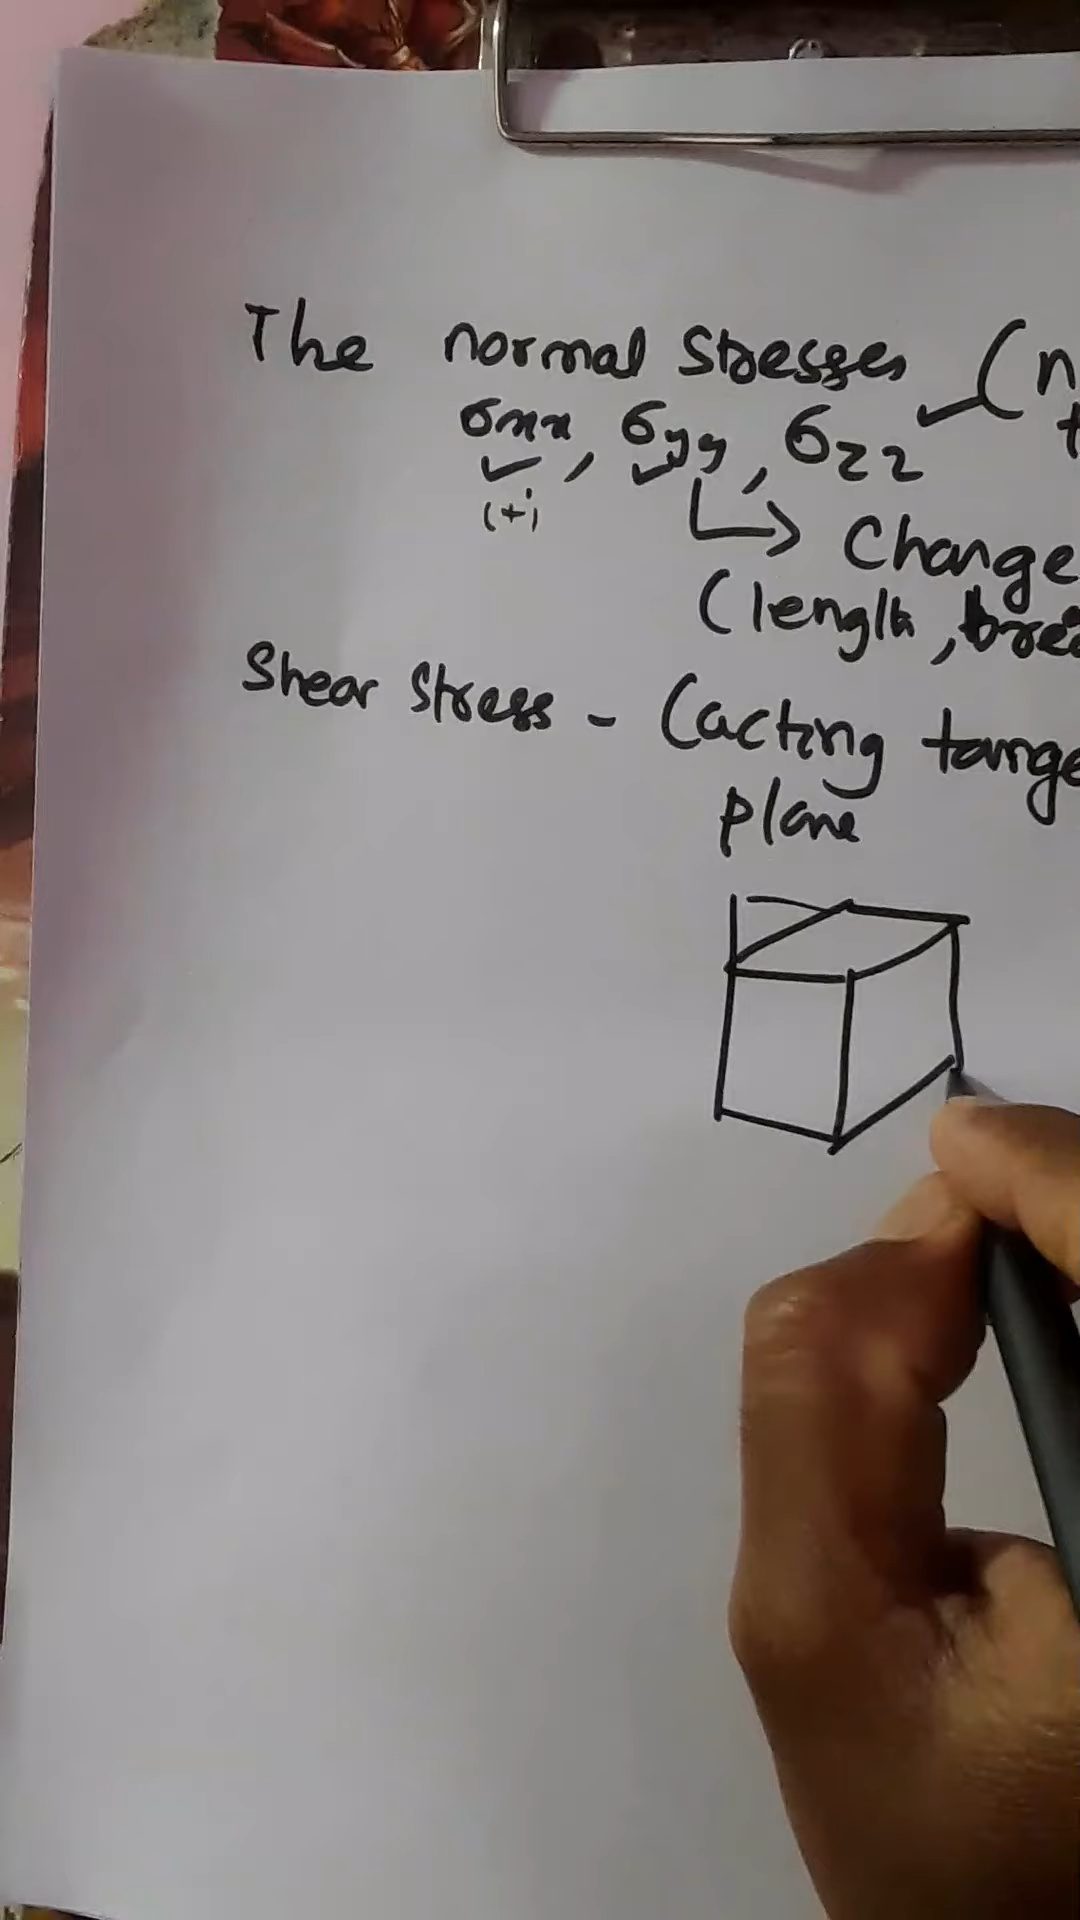 The normal stresses (n
σxx, σyy, σzz
(+)
Change
(length,
Shear Stress - (acting tange
plane